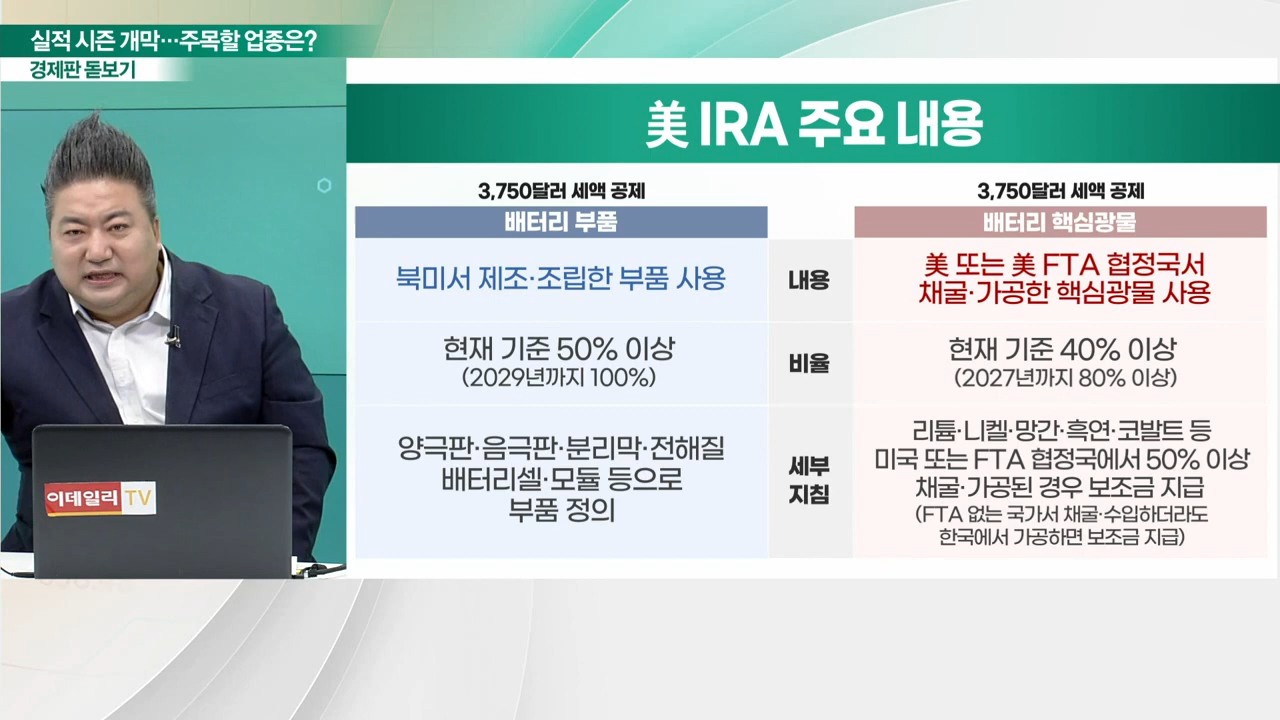 실적 시즌 개막…주목할 업종은?
경제판 돋보기
美 IRA 주요 내용
3,750달러 세액 공제
배터리 부품
3,750달러 세액 공제
배터리 핵심광물
북미서 제조·조립한 부품 사용
내용
美 또는 美 FTA 협정국서
채굴·가공한 핵심광물 사용
현재 기준 50% 이상
(2029년까지 100%)
비율
현재 기준 40% 이상
(2027년까지 80% 이상)
양극판·음극판·분리막·전해질
배터리셀·모듈 등으로
부품 정의
세부
지침
리튬·니켈·망간·흑연·코발트 등
미국 또는 FTA 협정국에서 50% 이상
채굴·가공된 경우 보조금 지급
(FTA 없는 국가서 채굴·수입하더라도
한국에서 가공하면 보조금 지급)
이데일리 TV